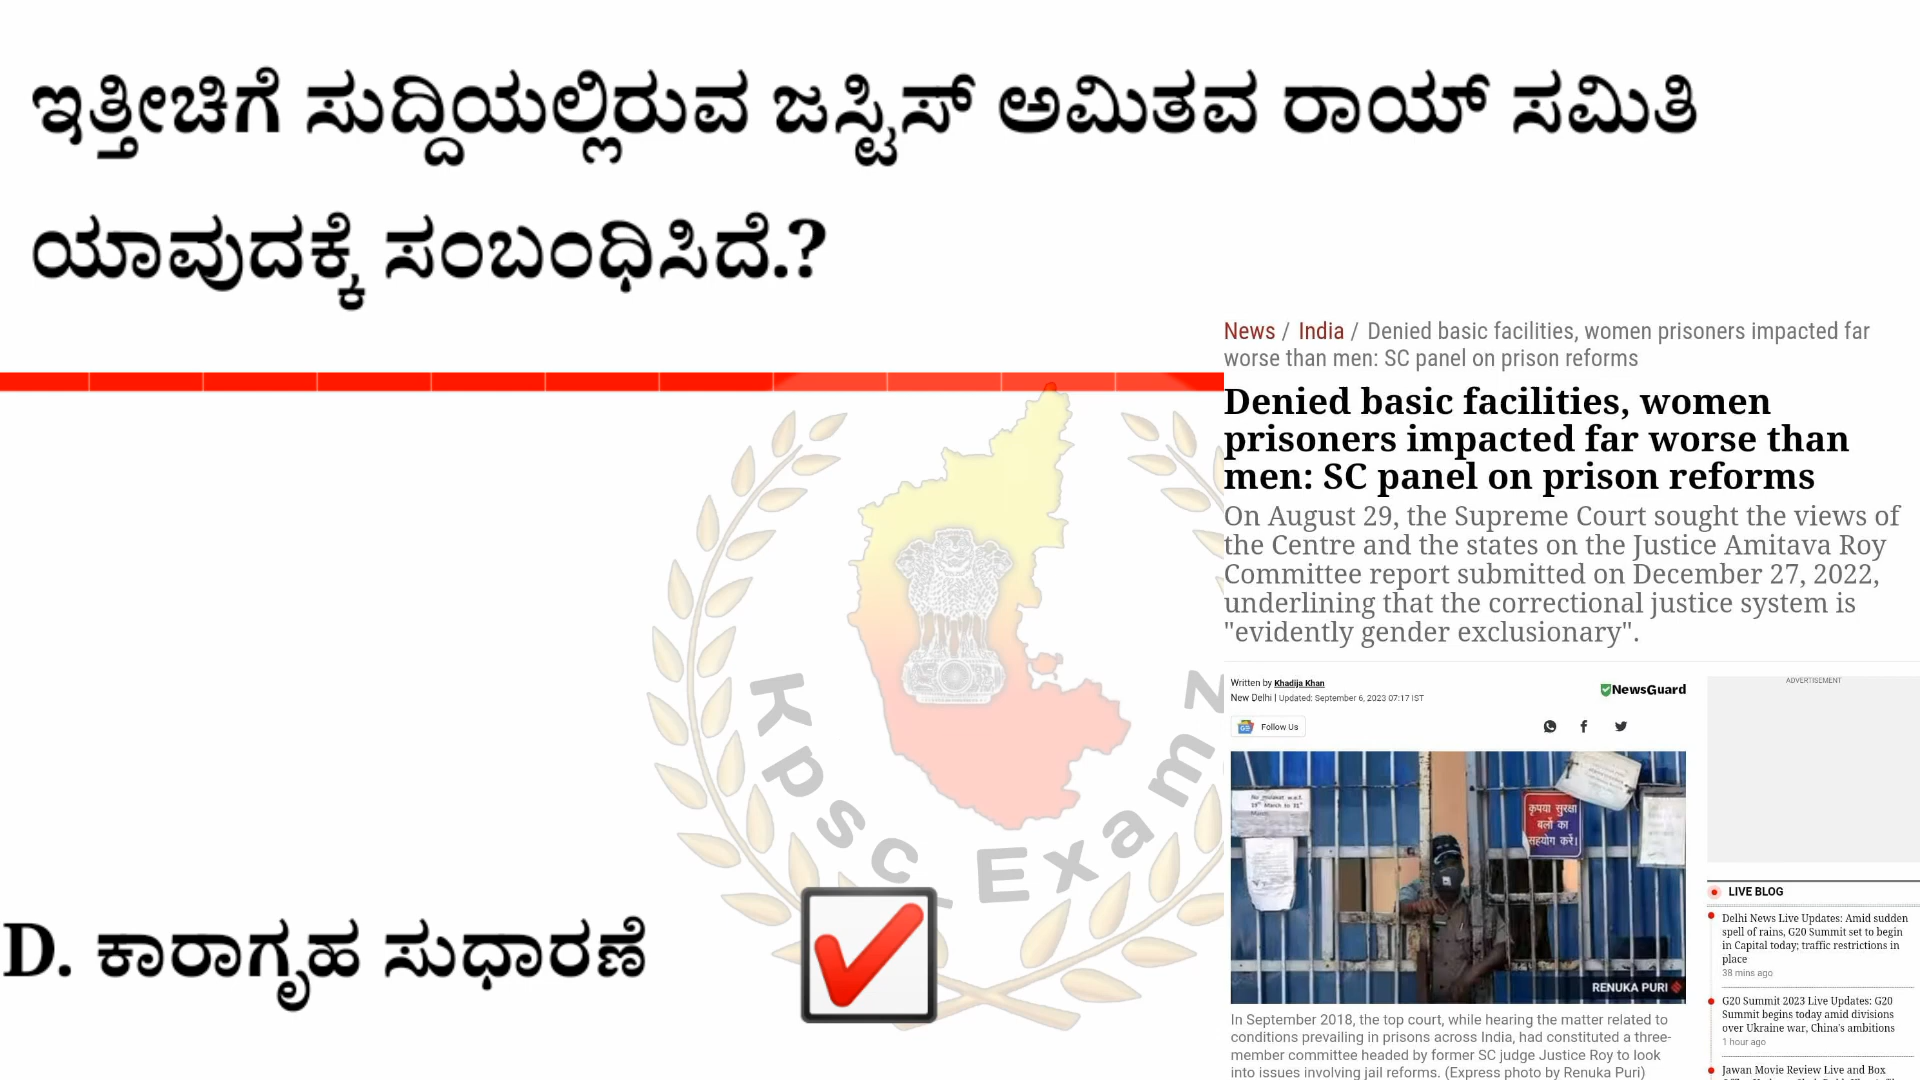 ಇತ್ತೀಚಿಗೆ ಸುದ್ದಿಯಲ್ಲಿರುವ ಜಸ್ಟಿಸ್ ಅಮಿತವ ರಾಯ್ ಸಮಿತಿ
ಯಾವುದಕ್ಕೆ ಸಂಬಂಧಿಸಿದೆ.?
D. ಕಾರಾಗೃಹ ಸುಧಾರಣೆ
Kpsc Examz
News / India / Denied basic facilities, women prisoners impacted far
worse than men: SC panel on prison reforms
Denied basic facilities, women
prisoners impacted far worse than
men: SC panel on prison reforms
On August 29, the Supreme Court sought the views of
the Centre and the states on the Justice Amitava Roy
Committee report submitted on December 27, 2022,
underlining that the correctional justice system is
"evidently gender exclusionary".
Written by Khadija Khan
New Delhi | Updated: September 6, 2023 07:17 IST
NewsGuard
Follow Us
No mulakat w.e.f.
19th March to 31st
March
कृपया सुरक्षा
बलों का
सहयोग करें।
RENUKA PURI
In September 2018, the top court, while hearing the matter related to
conditions prevailing in prisons across India, had constituted a three-
member committee headed by former SC judge Justice Roy to look
into issues involving jail reforms. (Express photo by Renuka Puri)
ADVERTISEMENT
LIVE BLOG
Delhi News Live Updates: Amid sudden
spell of rains, G20 Summit set to begin
in Capital today; traffic restrictions in
place
38 mins ago
G20 Summit 2023 Live Updates: G20
Summit begins today amid divisions
over Ukraine war, China's ambitions
1 hour ago
Jawan Movie Review Live and Box